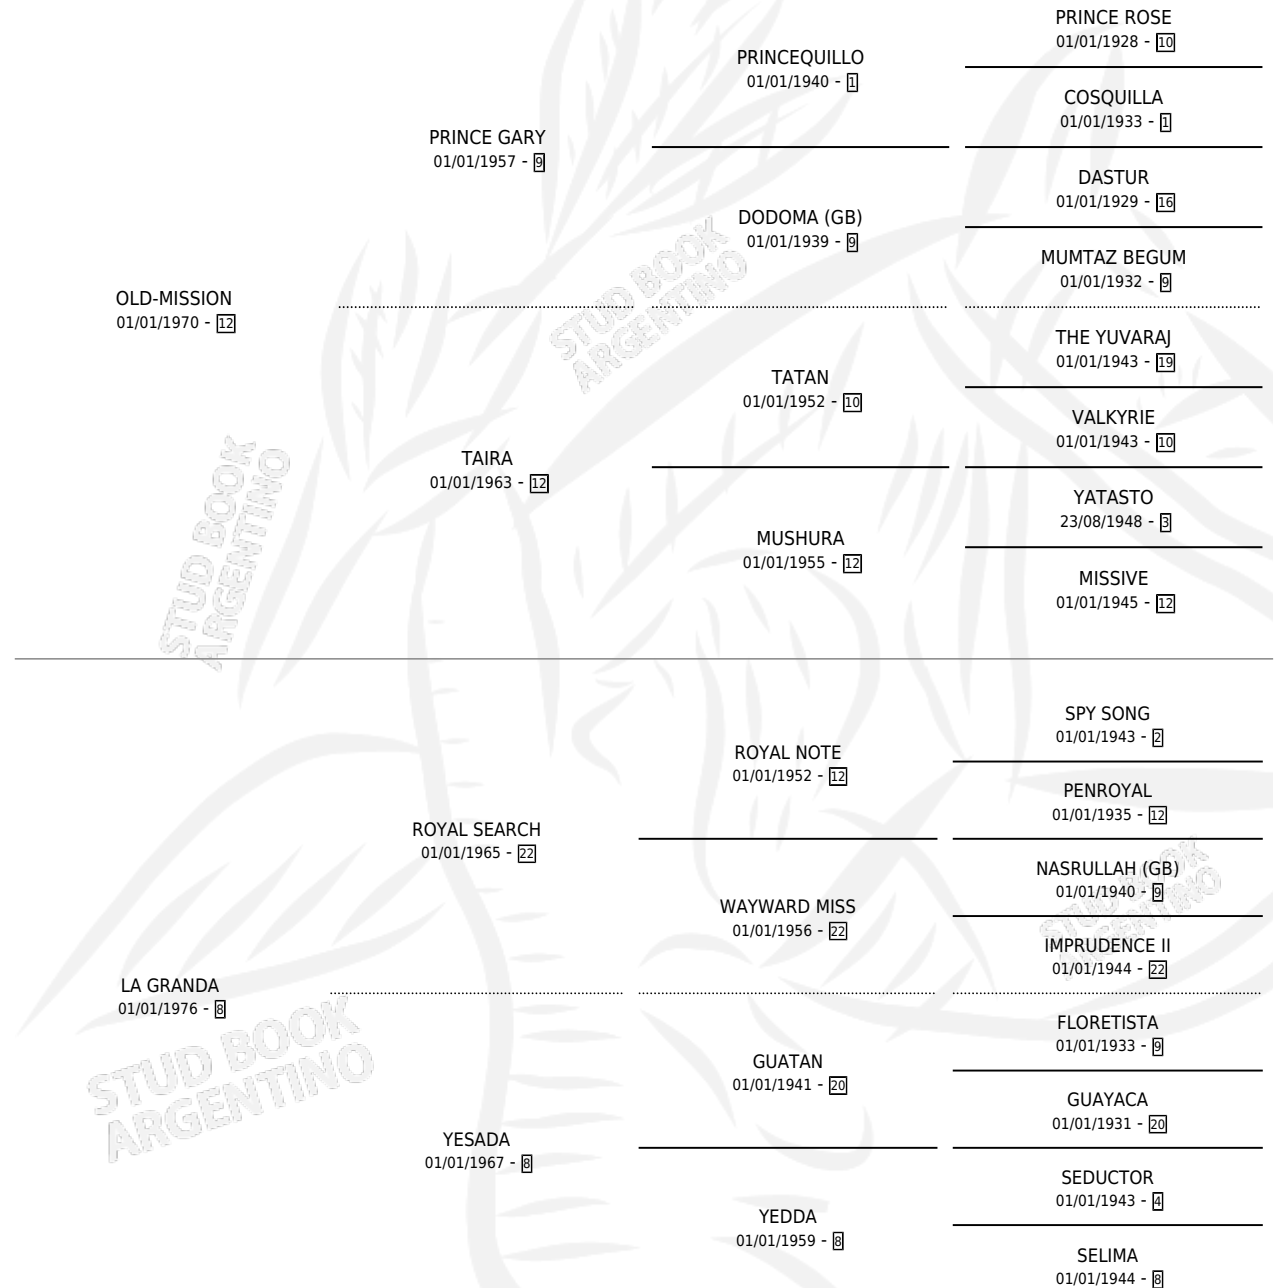 PRINCE ROSE
01/01/1928 - 10
PRINCEQUILLO
01/01/1940 - 1
COSQUILLA
01/01/1933 - 1
PRINCE GARY
01/01/1957 - 9
DASTUR
01/01/1929 - 16
DODOMA (GB)
01/01/1939 - 9
MUMTAZ BEGUM
01/01/1932 - 9
OLD-MISSION
01/01/1970 - 12
THE YUVARAJ
01/01/1943 - 19
TATAN
01/01/1952 - 10
VALKYRIE
01/01/1943 - 10
TAIRA
01/01/1963 - 12
YATASTO
23/08/1948 - 3
MUSHURA
01/01/1955 - 12
MISSIVE
01/01/1945 - 12
SPY SONG
01/01/1943 - 2
ROYAL NOTE
01/01/1952 - 12
PENROYAL
01/01/1935 - 12
ROYAL SEARCH
01/01/1965 - 22
NASRULLAH (GB)
01/01/1940 - 9
WAYWARD MISS
01/01/1956 - 22
IMPRUDENCE II
01/01/1944 - 22
LA GRANDA
01/01/1976 - 8
FLORETISTA
01/01/1933 - 9
GUATAN
01/01/1941 - 20
GUAYACA
01/01/1931 - 20
YESADA
01/01/1967 - 8
SEDUCTOR
01/01/1943 - 4
YEDDA
01/01/1959 - 8
SELIMA
01/01/1944 - 8
STUD BOOK
ARGENTINO
STUD BOOK
ARGENTINO
STUD BOOK
ARGENTINO
STUD BOOK
ARGENTINO